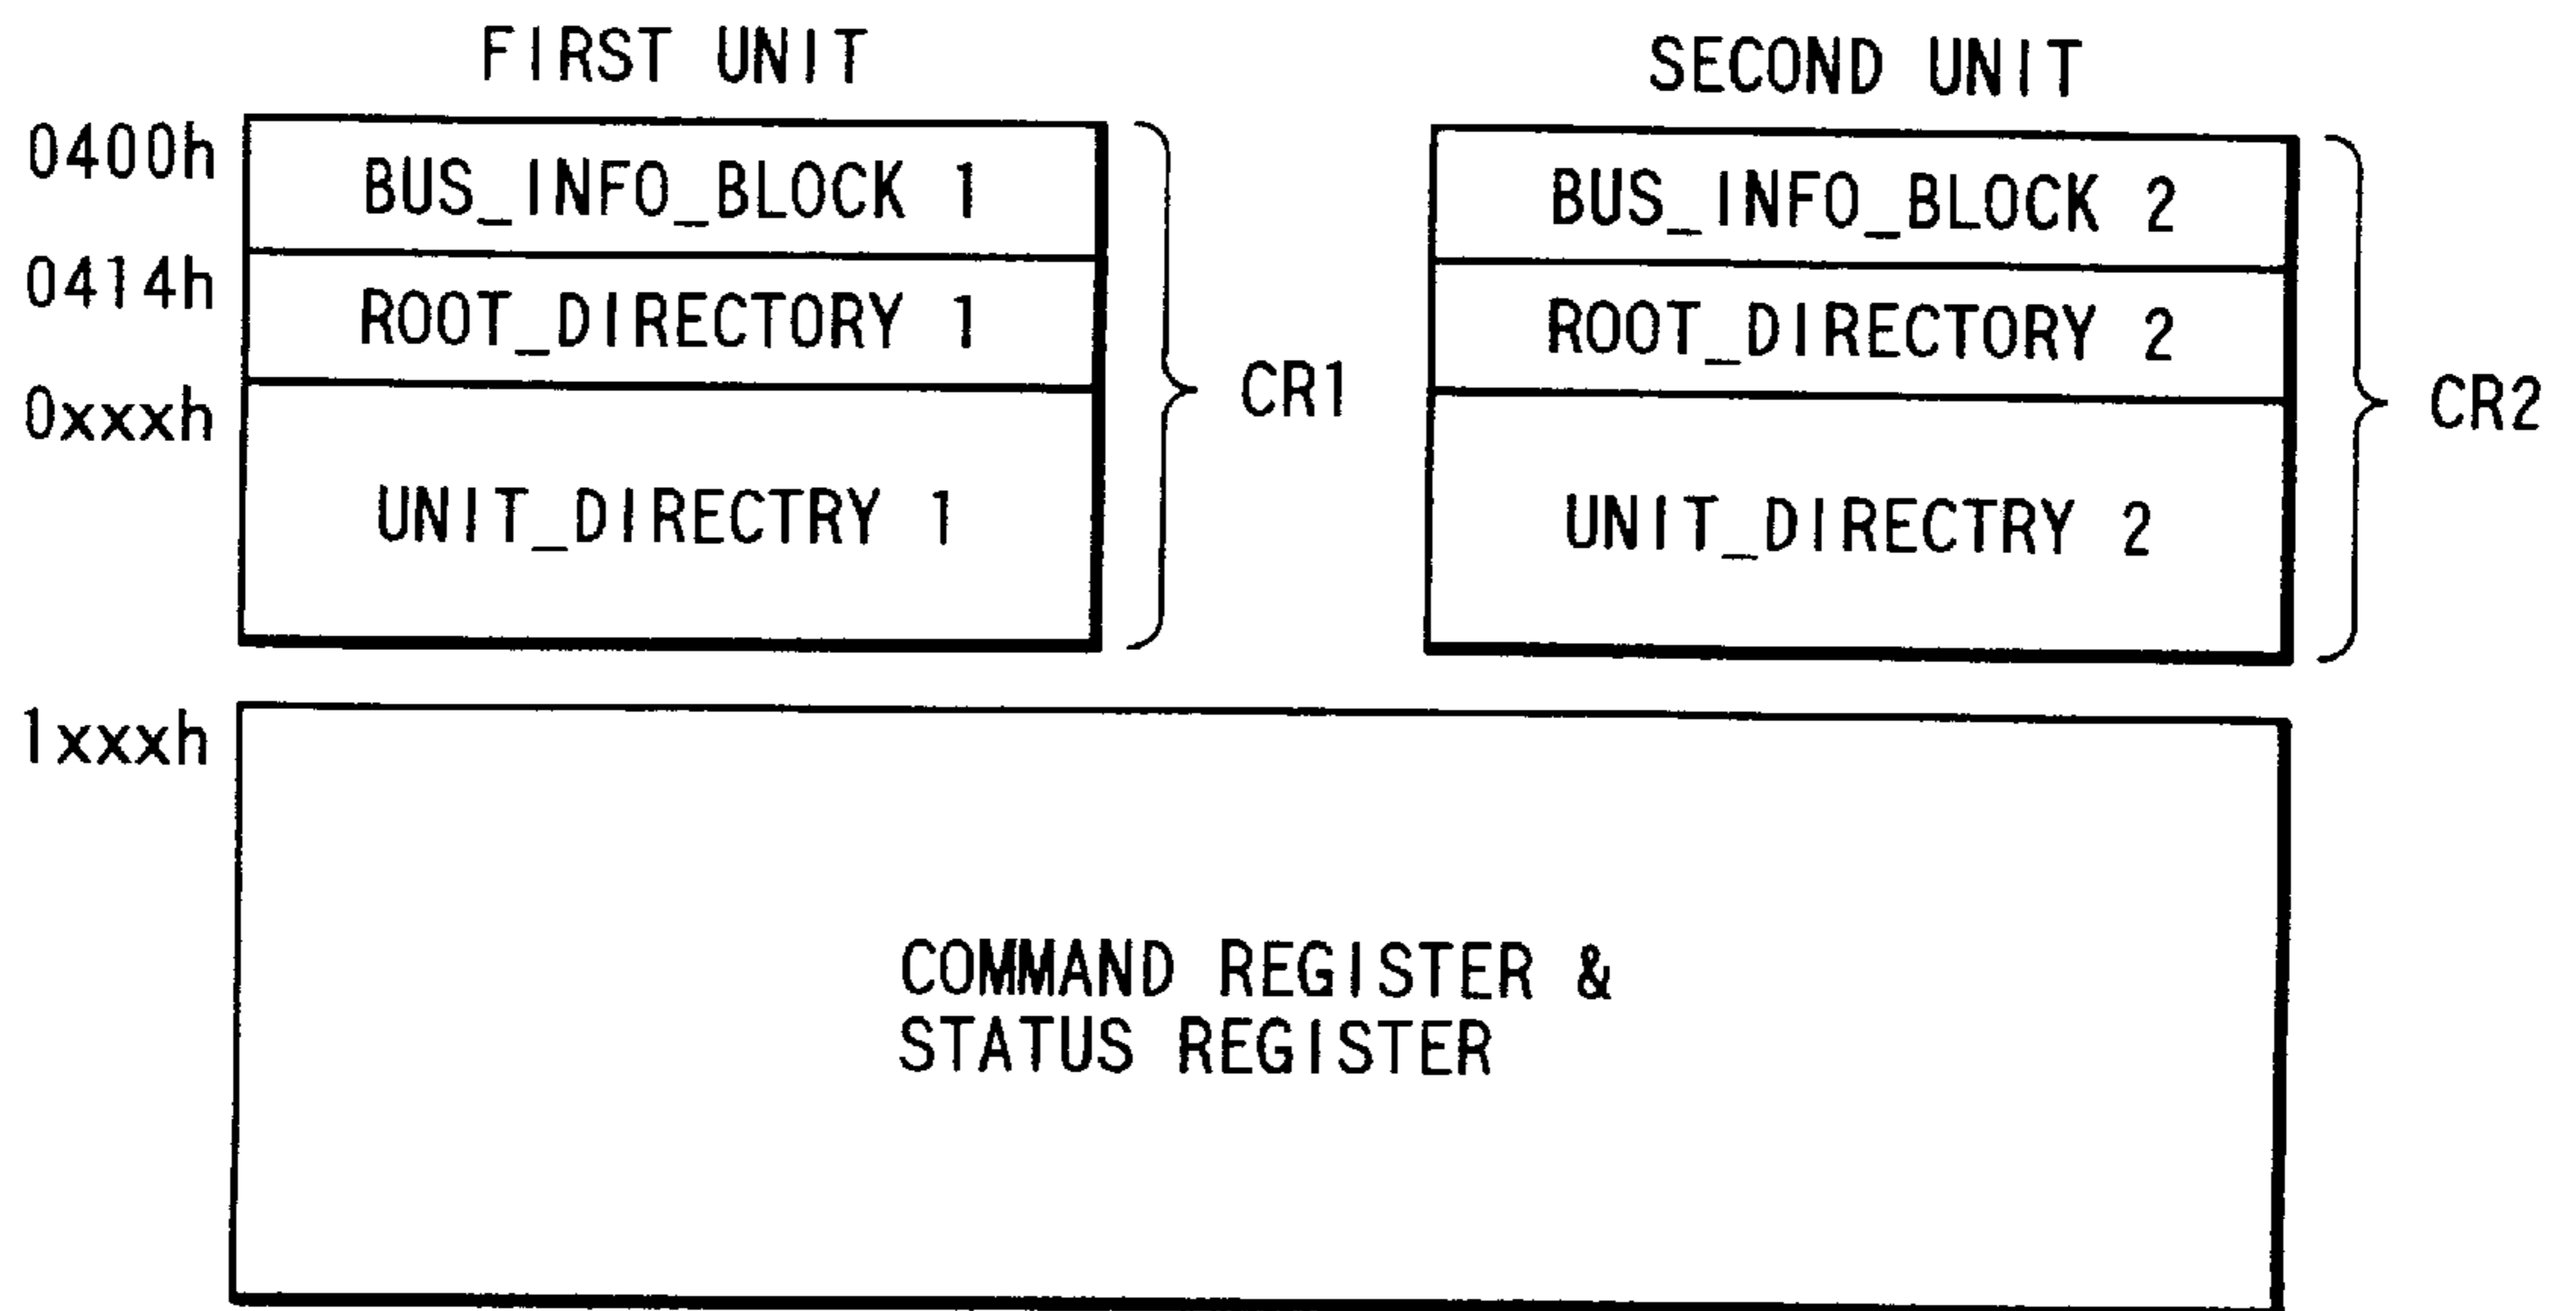 FIRST UNIT
SECOND UNIT
0400h
BUS_INFO_BLOCK 1
BUS_INFO_BLOCK 2
0414h
ROOT_DIRECTORY 1
ROOT_DIRECTORY 2
0xxxh
CR1
CR2
UNIT_DIRECTRY 1
UNIT_DIRECTRY 2
1xxxh
COMMAND REGISTER &
STATUS REGISTER